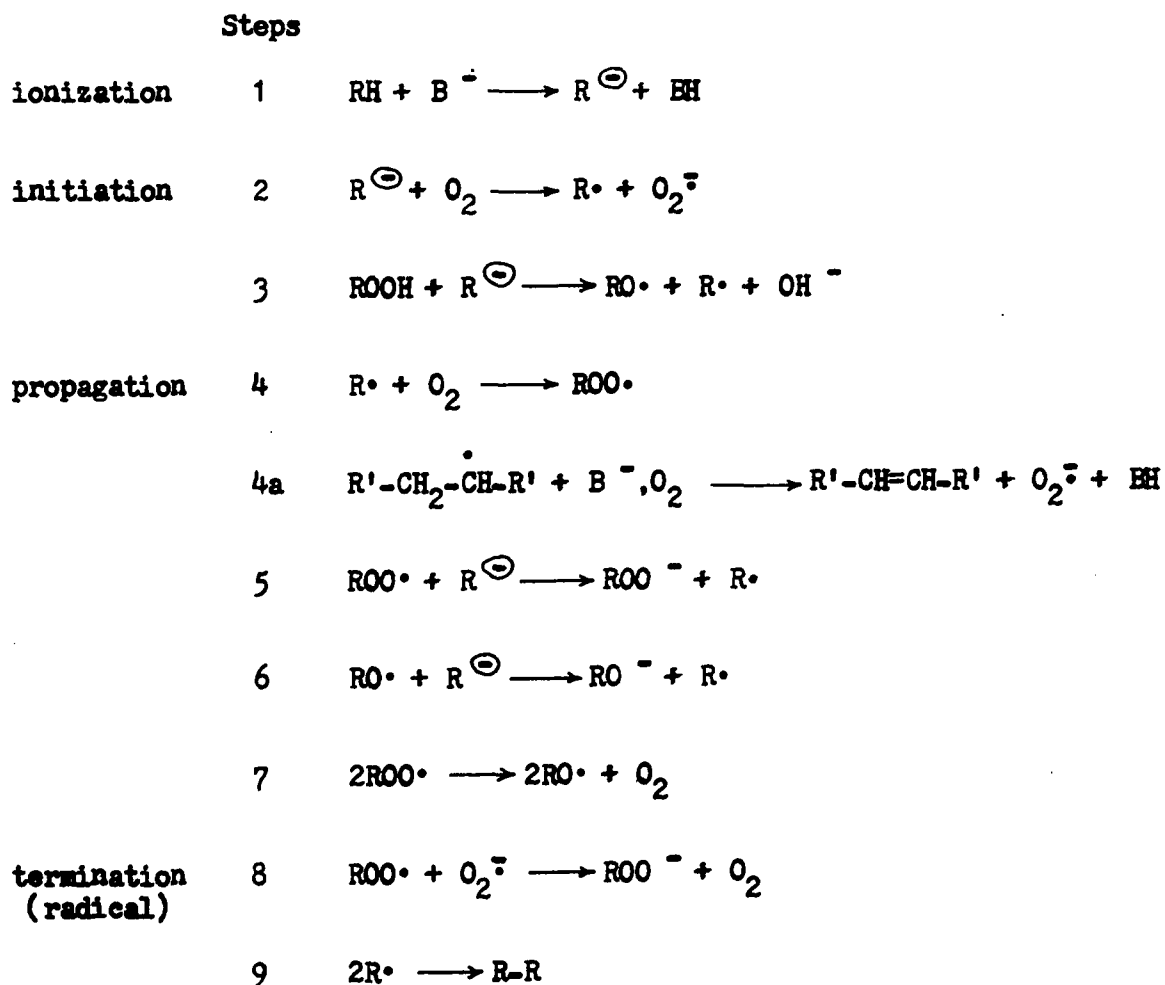 Steps
ionization 1 RH + B⁻ ⟶ R⊖ + BH
initiation 2 R⊖ + O₂ ⟶ R• + O₂•⁻
3 ROOH + R⊖ ⟶ RO• + R• + OH⁻
propagation 4 R• + O₂ ⟶ ROO•
4a R'-CH₂-ĊH-R' + B⁻,O₂ ⟶ R'-CH=CH-R' + O₂•⁻ + BH
5 ROO• + R⊖ ⟶ ROO⁻ + R•
6 RO• + R⊖ ⟶ RO⁻ + R•
7 2ROO• ⟶ 2RO• + O₂
termination 8 ROO• + O₂•⁻ ⟶ ROO⁻ + O₂
(radical)
9 2R• ⟶ R-R